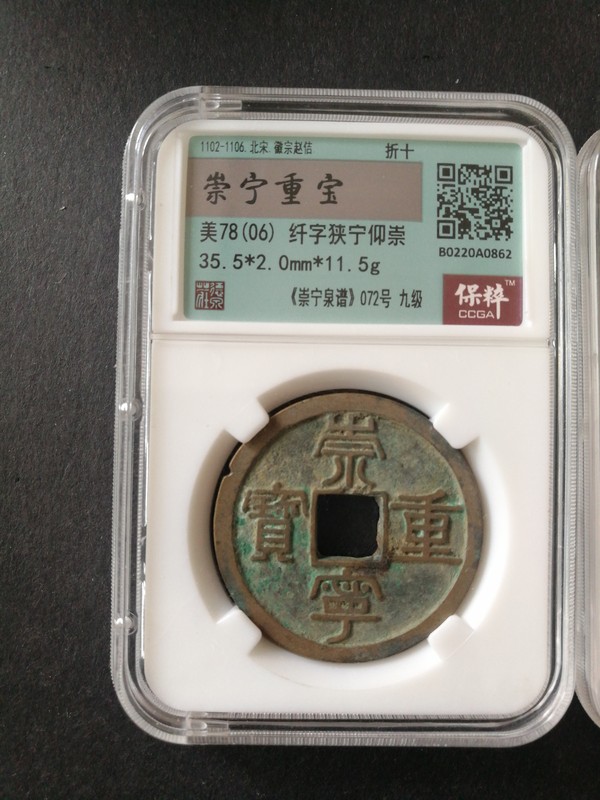 1102-1106.北宋.徽宗赵佶 折十
崇宁重宝
美78(06) 纤字狭宁仰崇
35.5*2.0mm*11.5g
B0220A0862
《崇宁泉谱》072号 九级
保粹™
CCGA
崇
寶 重
寧